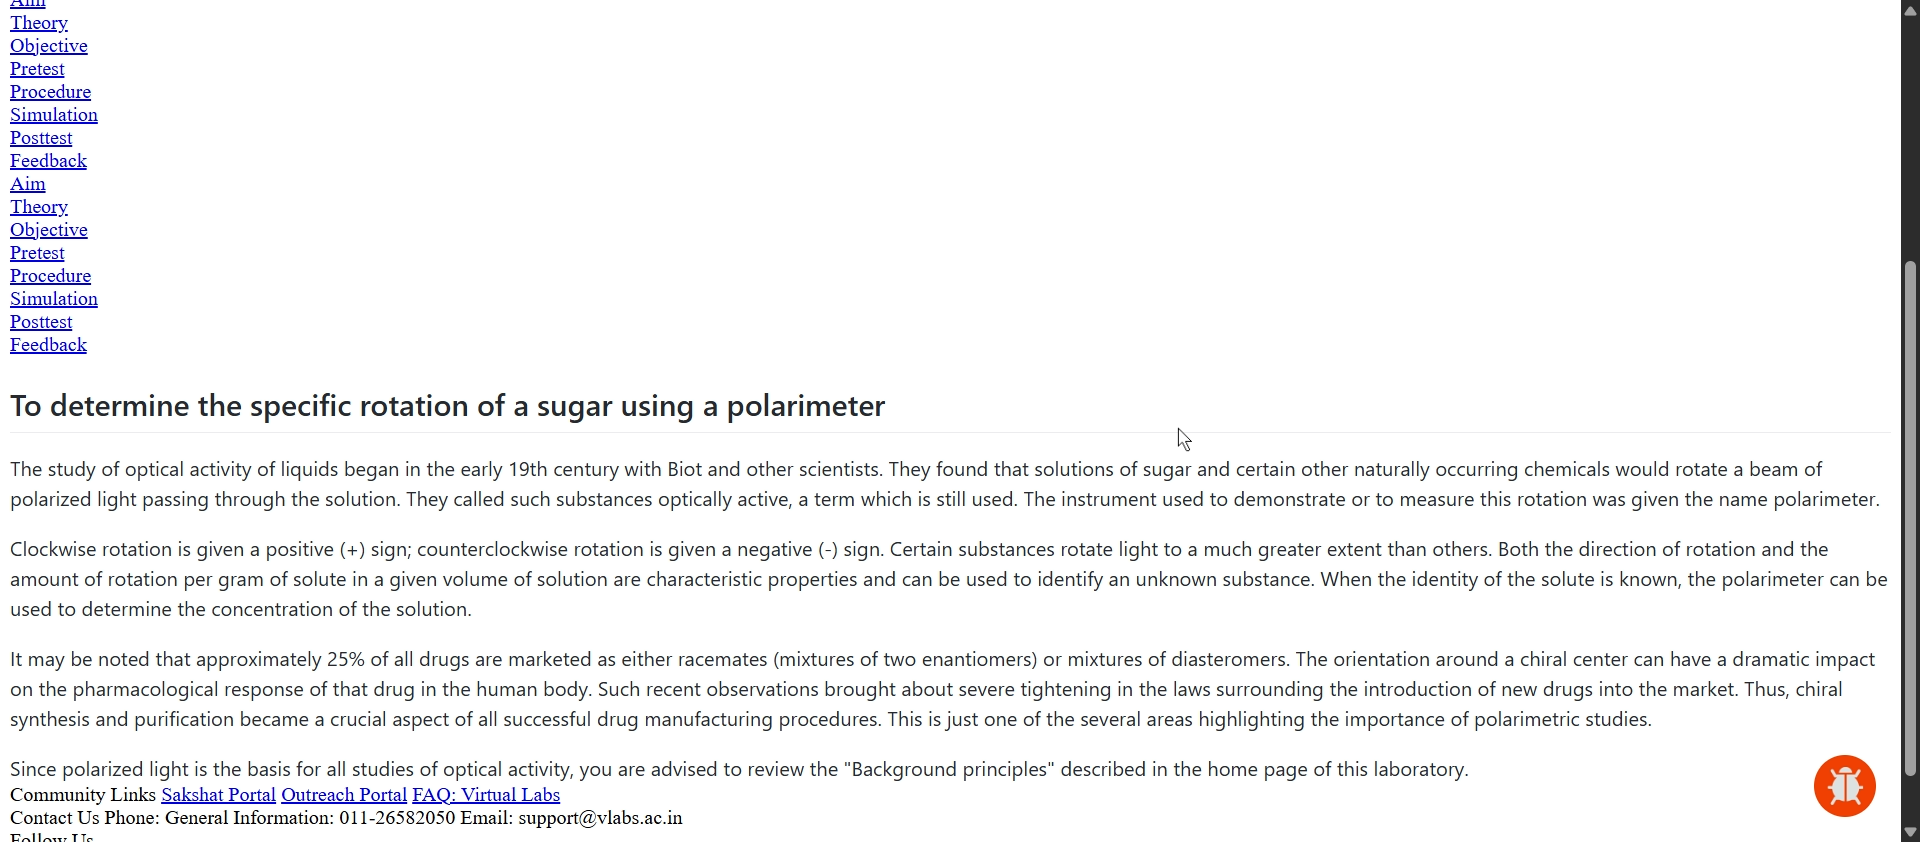 Aim
Theory
Objective
Pretest
Procedure
Simulation
Posttest
Feedback
Aim
Theory
Objective
Pretest
Procedure
Simulation
Posttest
Feedback
To determine the specific rotation of a sugar using a polarimeter
The study of optical activity of liquids began in the early 19th century with Biot and other scientists. They found that solutions of sugar and certain other naturally occurring chemicals would rotate a beam of
polarized light passing through the solution. They called such substances optically active, a term which is still used. The instrument used to demonstrate or to measure this rotation was given the name polarimeter.
Clockwise rotation is given a positive (+) sign; counterclockwise rotation is given a negative (-) sign. Certain substances rotate light to a much greater extent than others. Both the direction of rotation and the
amount of rotation per gram of solute in a given volume of solution are characteristic properties and can be used to identify an unknown substance. When the identity of the solute is known, the polarimeter can be
used to determine the concentration of the solution.
It may be noted that approximately 25% of all drugs are marketed as either racemates (mixtures of two enantiomers) or mixtures of diasteromers. The orientation around a chiral center can have a dramatic impact
on the pharmacological response of that drug in the human body. Such recent observations brought about severe tightening in the laws surrounding the introduction of new drugs into the market. Thus, chiral
synthesis and purification became a crucial aspect of all successful drug manufacturing procedures. This is just one of the several areas highlighting the importance of polarimetric studies.
Since polarized light is the basis for all studies of optical activity, you are advised to review the "Background principles" described in the home page of this laboratory.
Community Links Sakshat Portal Outreach Portal FAQ: Virtual Labs
Contact Us Phone: General Information: 011-26582050 Email: support@vlabs.ac.in
Follow Us